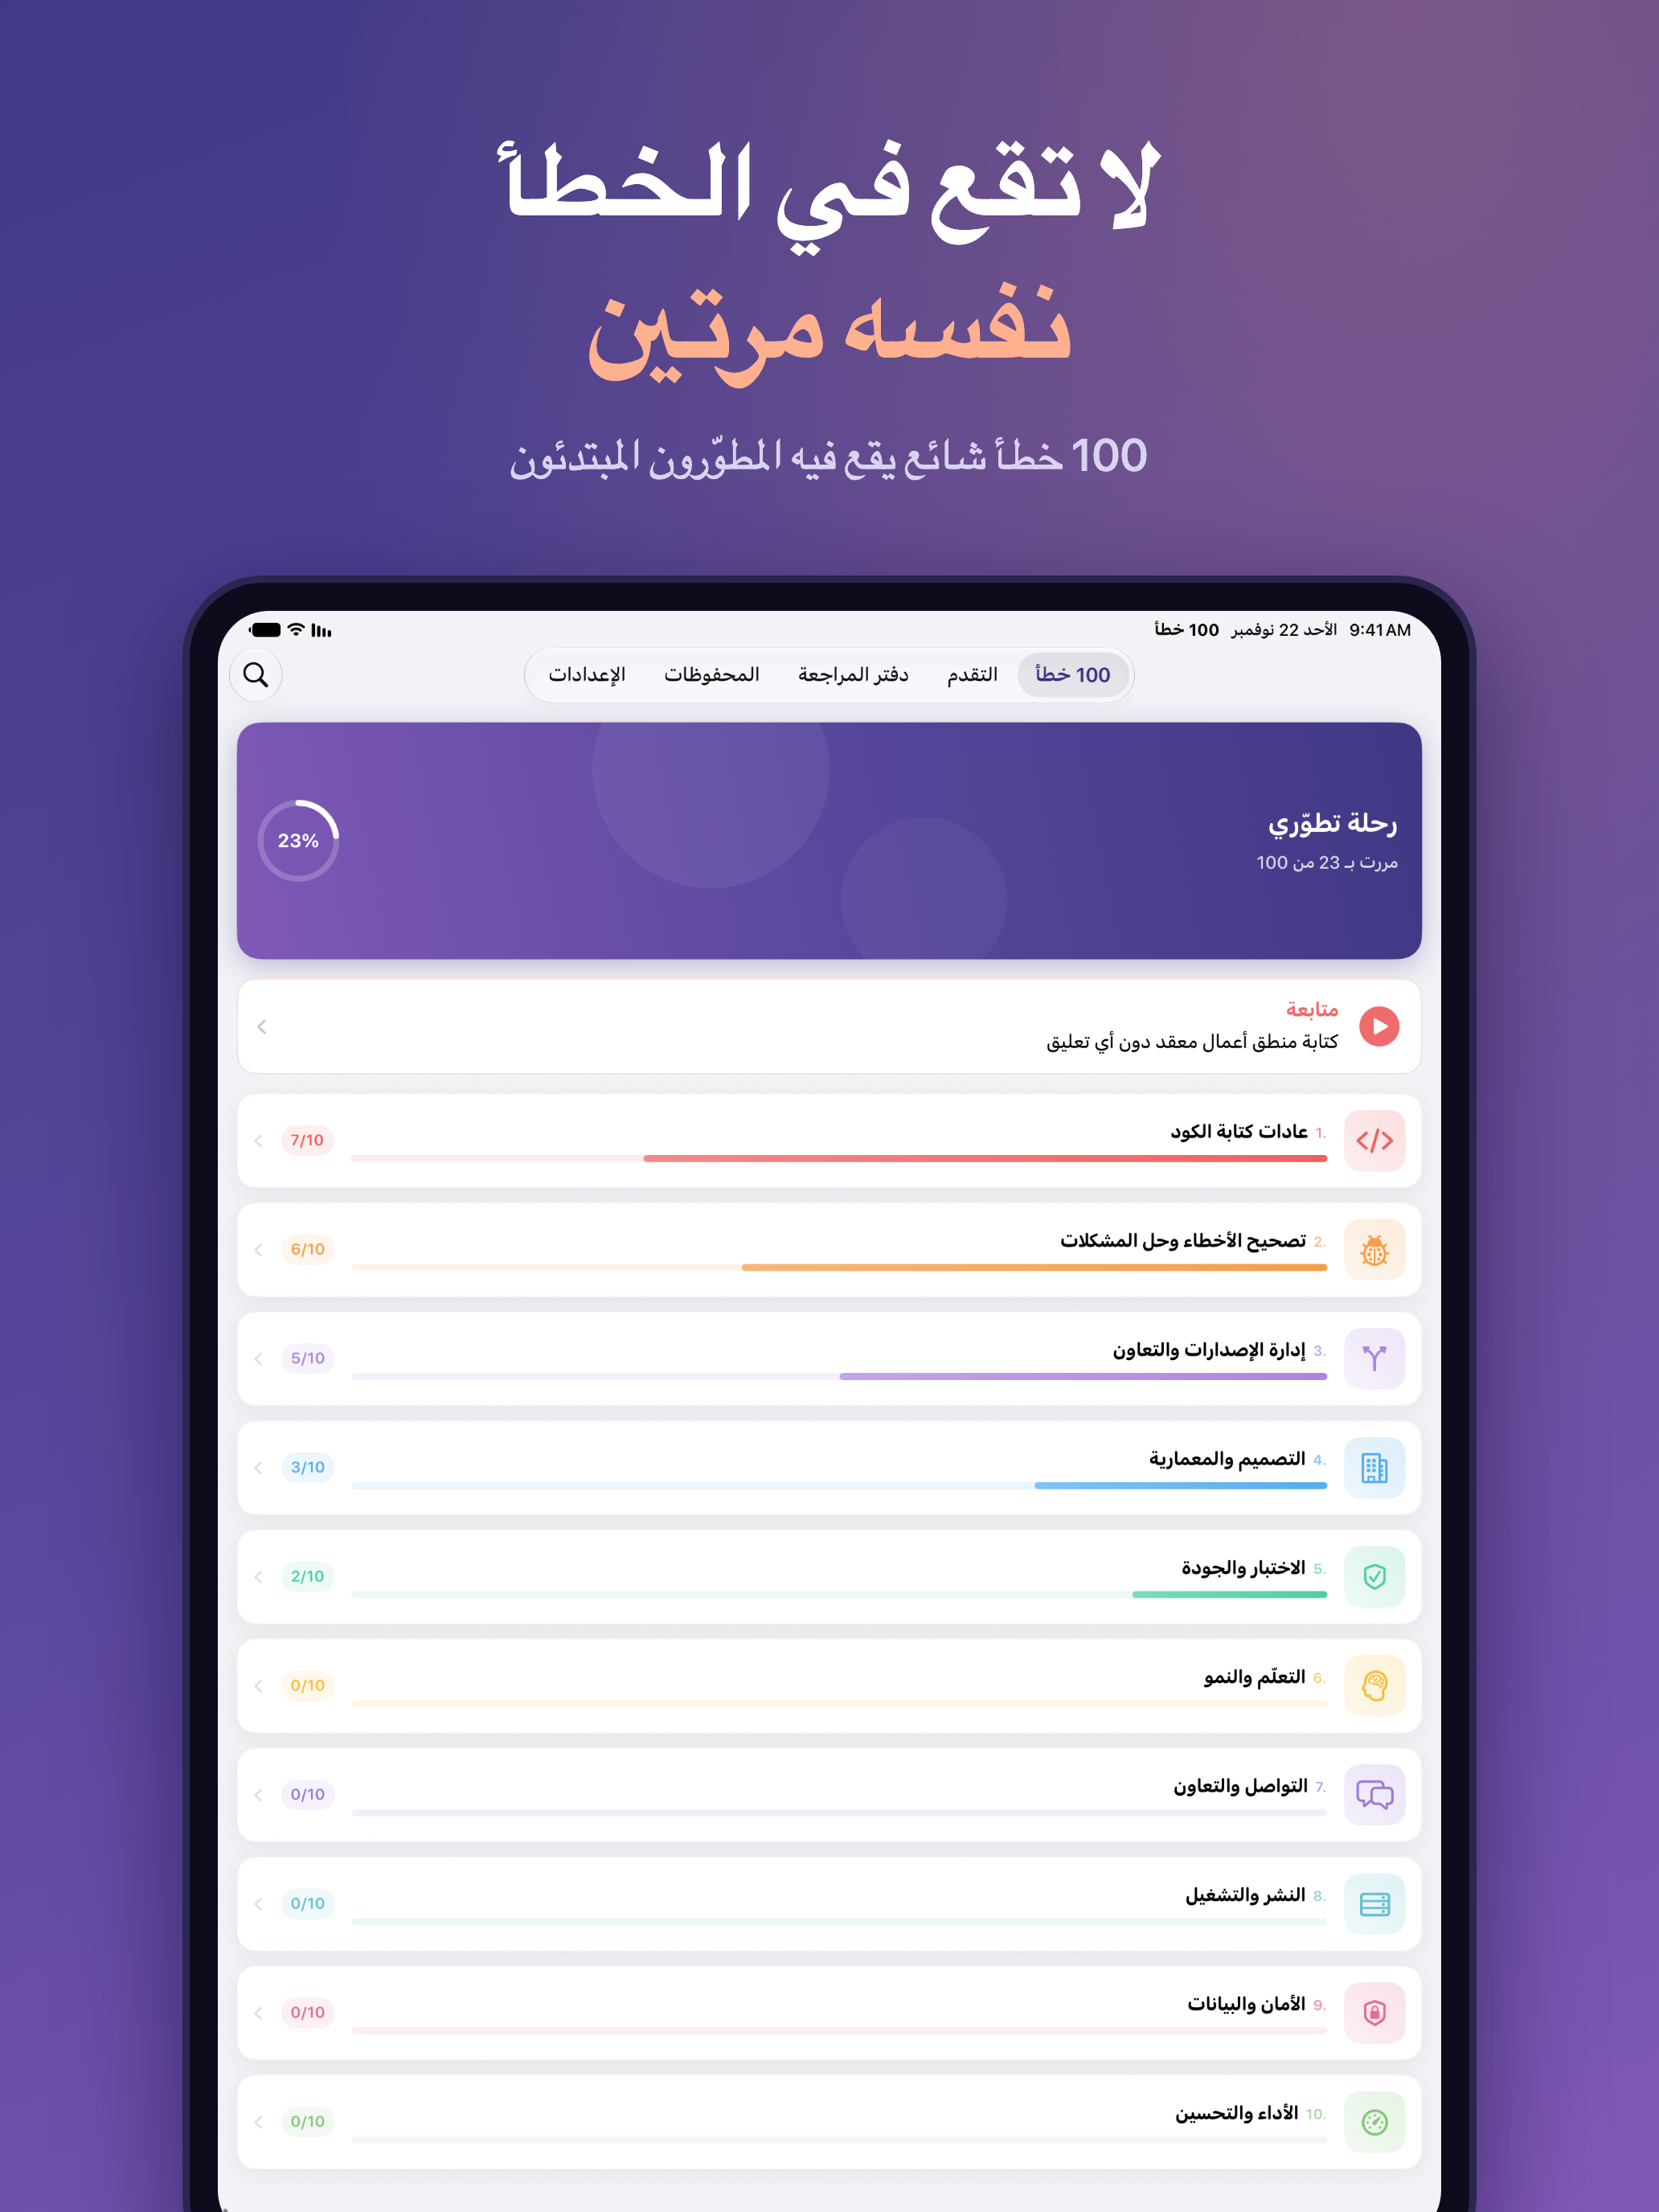 لا تقع في الخطأ
نفسه مرتين
100 خطأ شائع يقع فيه المطوّرون المبتدئون
9:41 AM الأحد 22 نوفمبر 100 خطأ
100 خطأ التقدم دفتر المراجعة المحفوظات الإعدادات
رحلة تطوّري
مررت بـ 23 من 100
23%
متابعة
كتابة منطق أعمال معقد دون أي تعليق
1. عادات كتابة الكود
7/10
2. تصحيح الأخطاء وحل المشكلات
6/10
3. إدارة الإصدارات والتعاون
5/10
4. التصميم والمعمارية
3/10
5. الاختبار والجودة
2/10
6. التعلّم والنمو
0/10
7. التواصل والتعاون
0/10
8. النشر والتشغيل
0/10
9. الأمان والبيانات
0/10
10. الأداء والتحسين
0/10